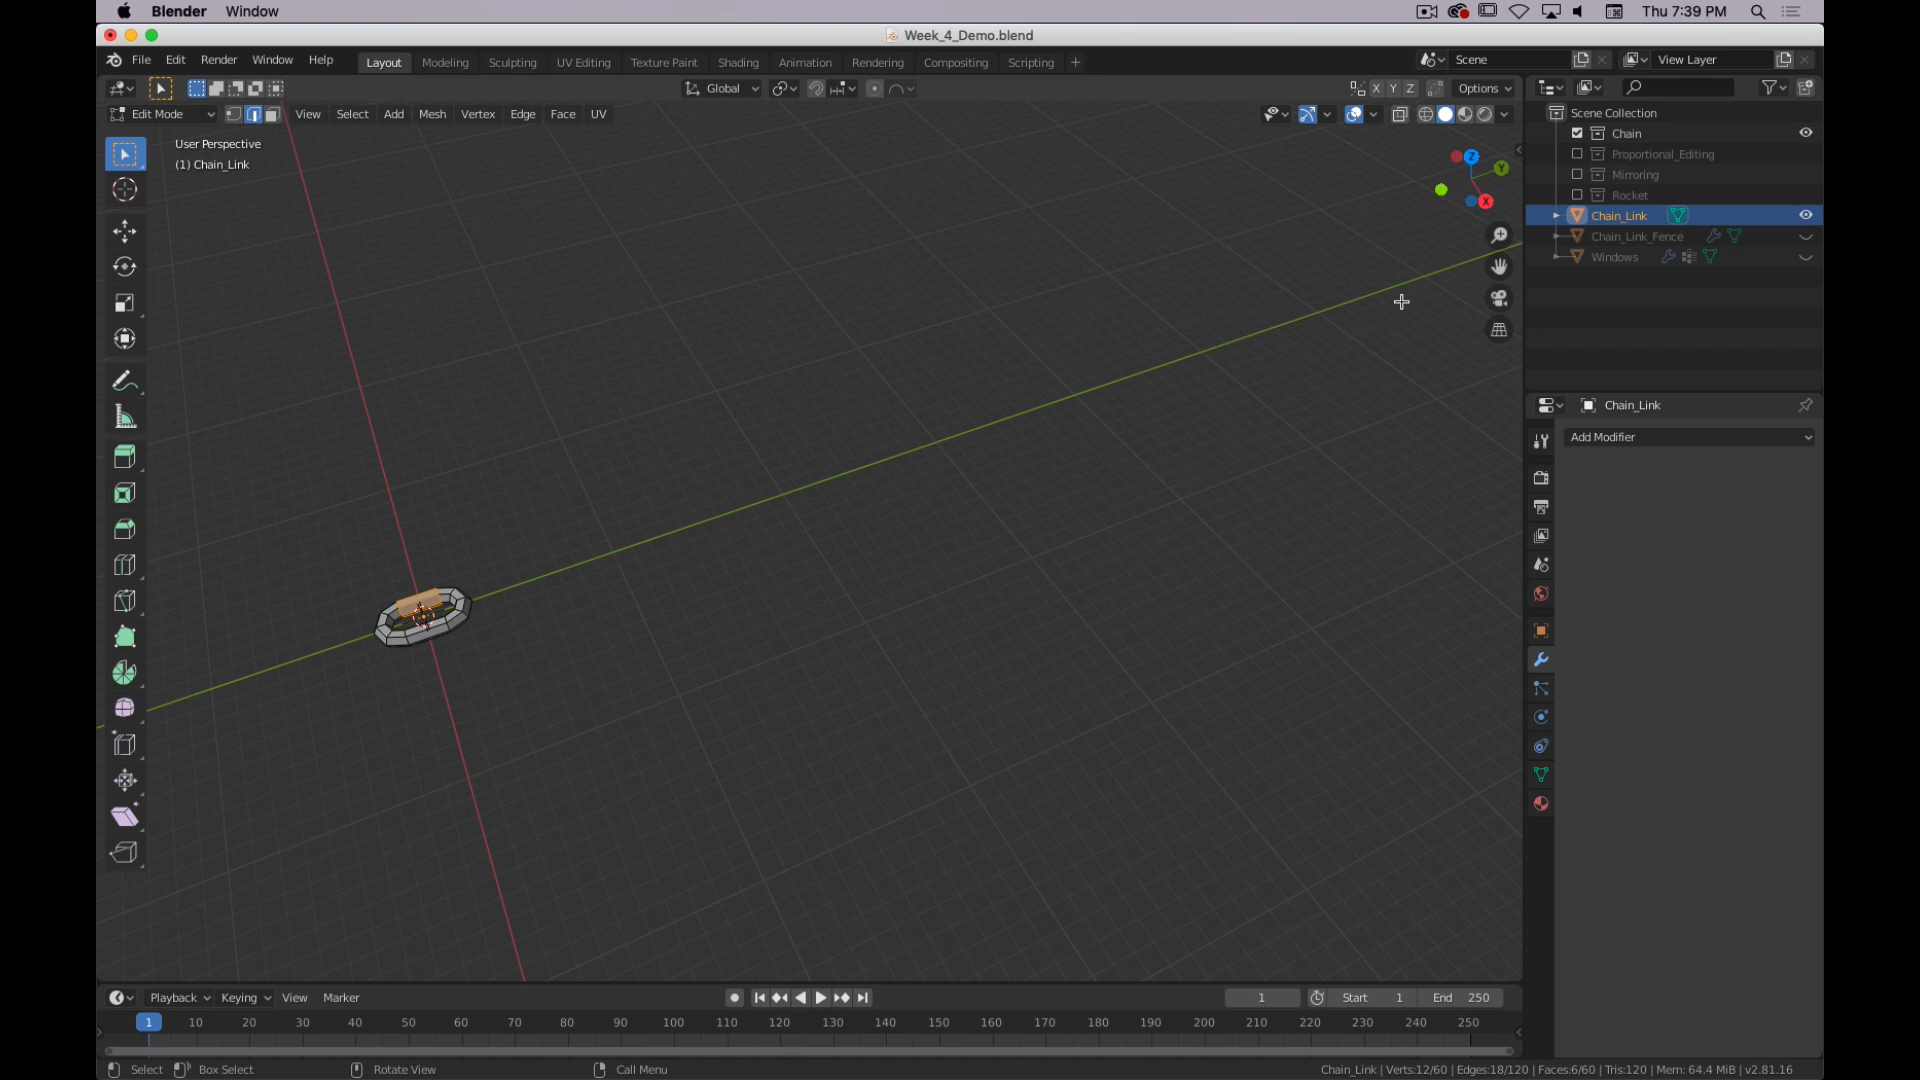 Blender Window
Thu 7:39 PM
Week_4_Demo.blend
File Edit Render Window Help
Layout Modeling Sculpting UV Editing Texture Paint Shading Animation Rendering Compositing Scripting +
Scene
View Layer
Global
X Y Z
Options
Edit Mode
View Select Add Mesh Vertex Edge Face UV
User Perspective
(1) Chain_Link
Z
Y
X
Scene Collection
Chain
Proportional_Editing
Mirroring
Rocket
Chain_Link
Chain_Link_Fence
Windows
Chain_Link
Add Modifier
Playback Keying View Marker
1
Start 1
End 250
1 10 20 30 40 50 60 70 80 90 100 110 120 130 140 150 160 170 180 190 200 210 220 230 240 250
Select Box Select Rotate View Call Menu
Chain_Link | Verts:12/60 | Edges:18/120 | Faces:6/60 | Tris:120 | Mem: 64.4 MiB | v2.81.16